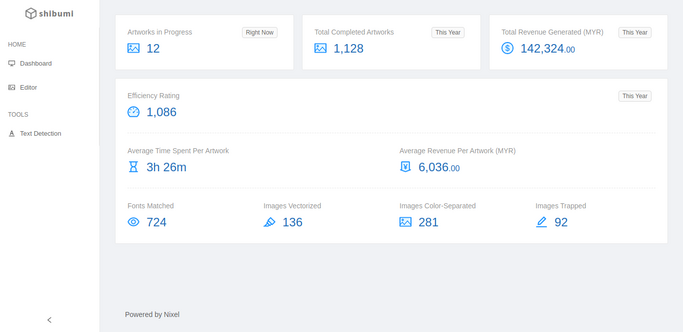 shibumi
HOME
Dashboard
Editor
TOOLS
Text Detection
Artworks in Progress
Right Now
12
Total Completed Artworks
This Year
1,128
Total Revenue Generated (MYR)
This Year
142,324.00
Efficiency Rating
This Year
1,086
Average Time Spent Per Artwork
3h 26m
Average Revenue Per Artwork (MYR)
6,036.00
Fonts Matched
724
Images Vectorized
136
Images Color-Separated
281
Images Trapped
92
Powered by Nixel